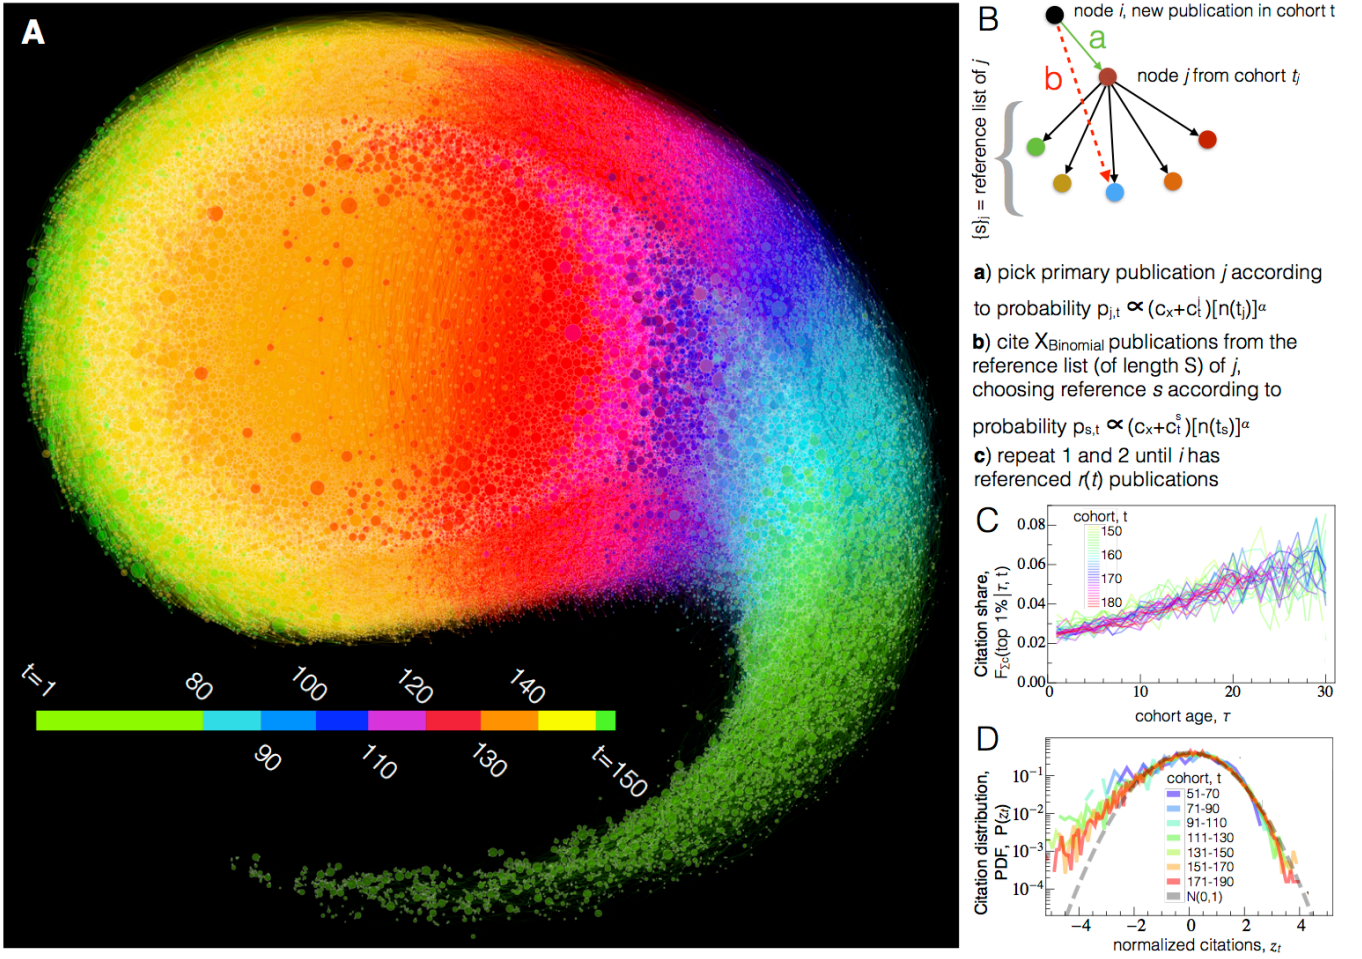 A
t=1
80
100
120
140
90
110
130
t=150
B
node i, new publication in cohort t
a
b
node j from cohort tj
{s}j = reference list of j
a) pick primary publication j according
to probability pj,t ∝ (c×+c_t^j)[n(tj)]^α
b) cite XBinomial publications from the
reference list (of length S) of j,
choosing reference s according to
probability ps,t ∝ (c×+c_t^s)[n(ts)]^α
c) repeat 1 and 2 until i has
referenced r(t) publications
C
Citation share,
FΣc(top 1% | τ, t)
0.08
0.06
0.04
0.02
0.00
cohort, t
150
160
170
180
0 10 20 30
cohort age, τ
D
Citation distribution,
PDF, P(zt)
10⁻¹
10⁻²
10⁻³
10⁻⁴
cohort, t
51-70
71-90
91-110
111-130
131-150
151-170
171-190
N(0,1)
−4 −2 0 2 4
normalized citations, zt